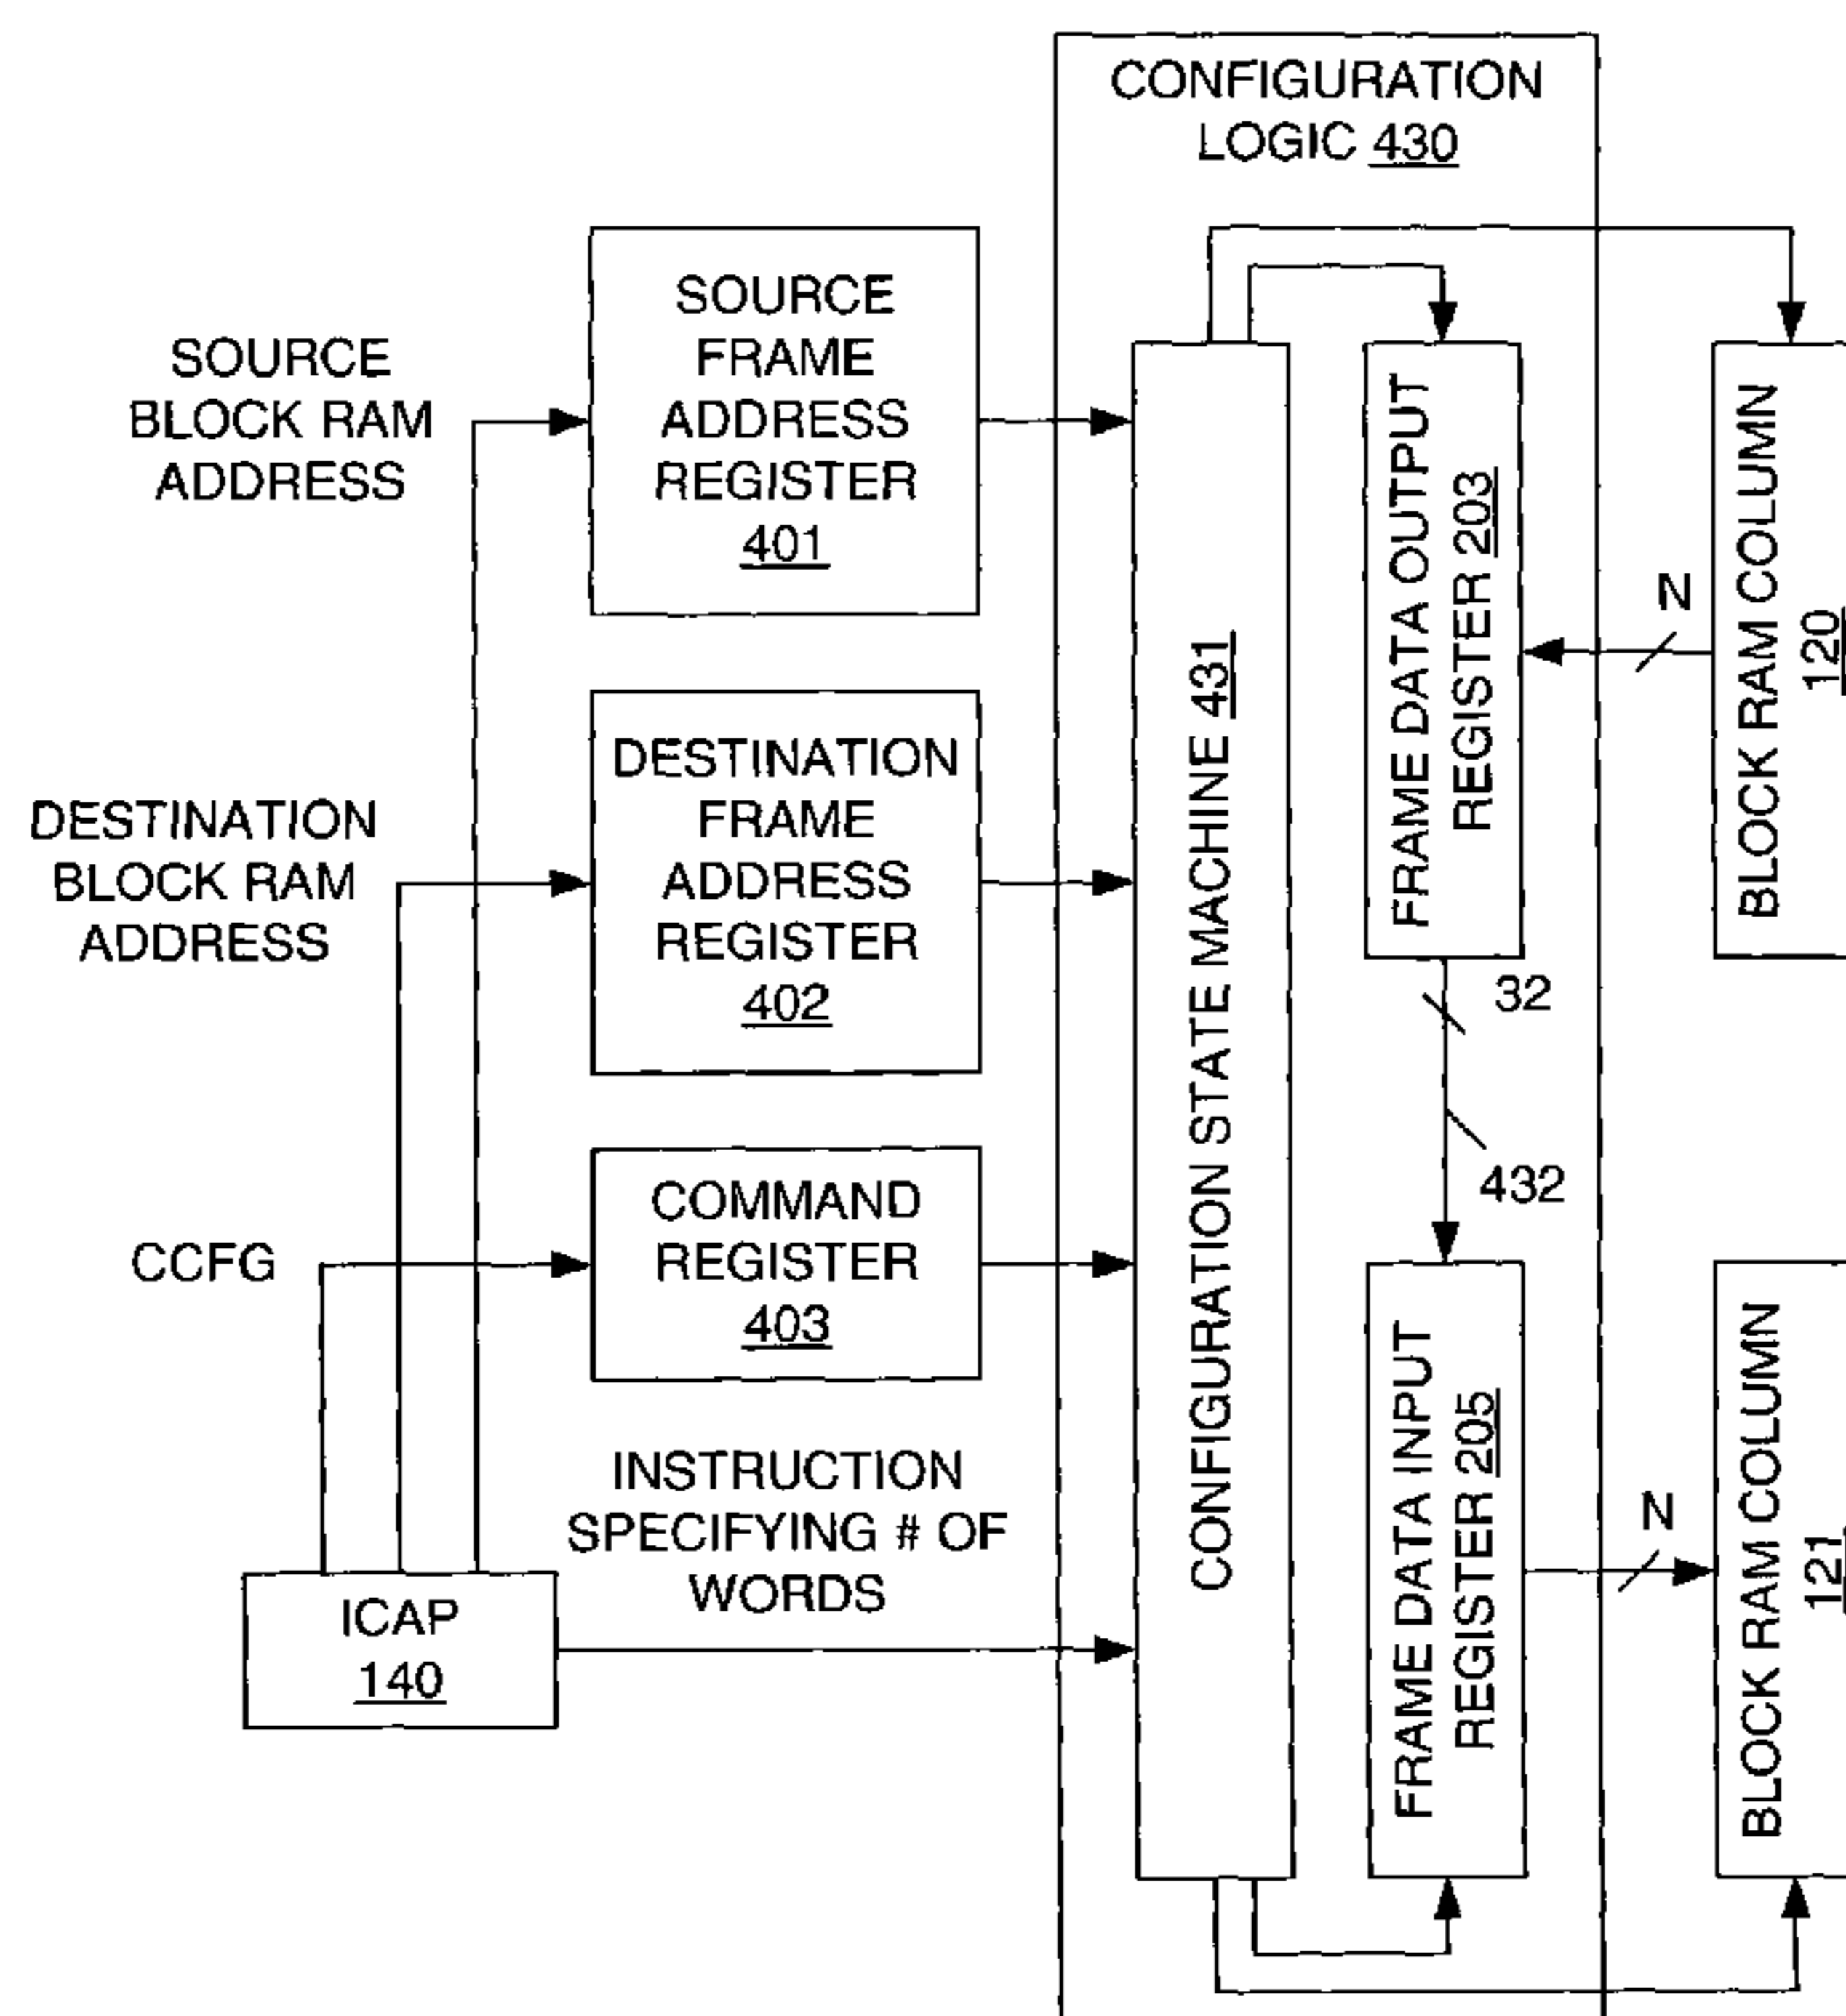 CONFIGURATION
LOGIC 430
SOURCE
BLOCK RAM
ADDRESS
SOURCE
FRAME
ADDRESS
REGISTER
401
DESTINATION
BLOCK RAM
ADDRESS
DESTINATION
FRAME
ADDRESS
REGISTER
402
CCFG
COMMAND
REGISTER
403
INSTRUCTION
SPECIFYING # OF
WORDS
ICAP
140
CONFIGURATION STATE MACHINE 431
FRAME DATA OUTPUT
REGISTER 203
N
BLOCK RAM COLUMN
120
32
432
FRAME DATA INPUT
REGISTER 205
N
BLOCK RAM COLUMN
121